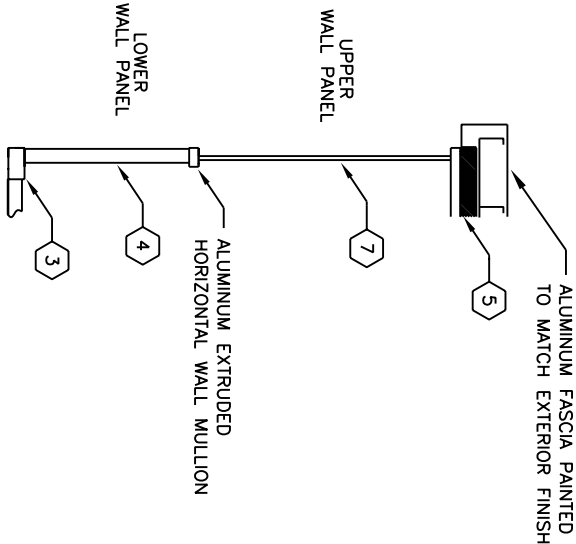 ALUMINUM FASCIA PAINTED
TO MATCH EXTERIOR FINISH
5
UPPER
WALL PANEL
7
ALUMINUM EXTRUDED
HORIZONTAL WALL MULLION
LOWER
WALL PANEL
4
3